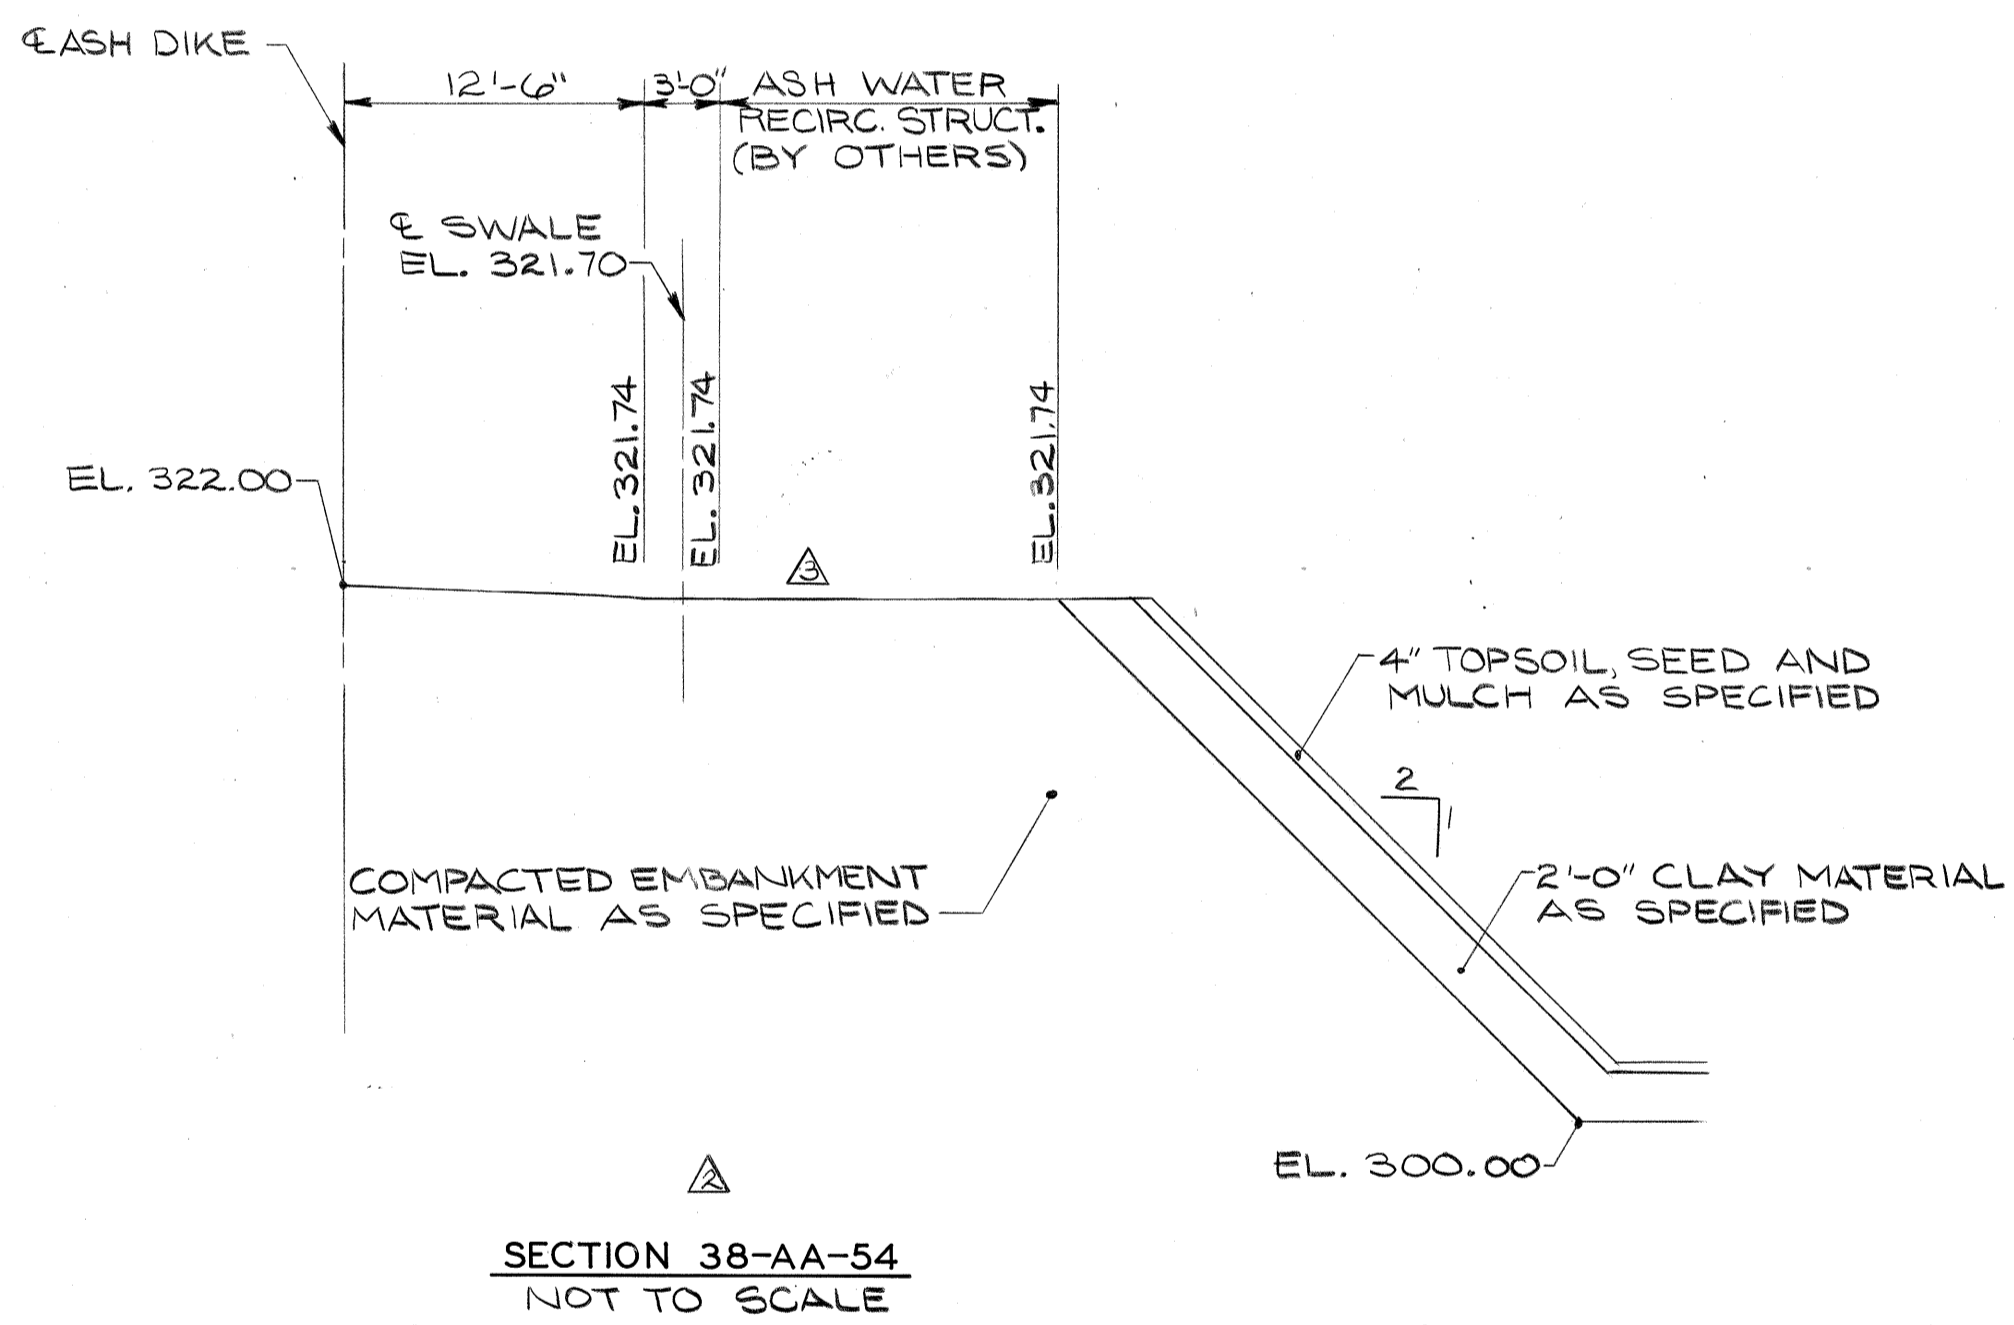 ℄ ASH DIKE
12'-6"
3'-0"
ASH WATER
RECIRC. STRUCT.
(BY OTHERS)
℄ SWALE
EL. 321.70
EL. 321.74
EL. 321.74
EL. 321.74
EL. 322.00
3
4" TOPSOIL, SEED AND
MULCH AS SPECIFIED
2
1
COMPACTED EMBANKMENT
MATERIAL AS SPECIFIED
2'-0" CLAY MATERIAL
AS SPECIFIED
EL. 300.00
2
SECTION 38-AA-54
NOT TO SCALE